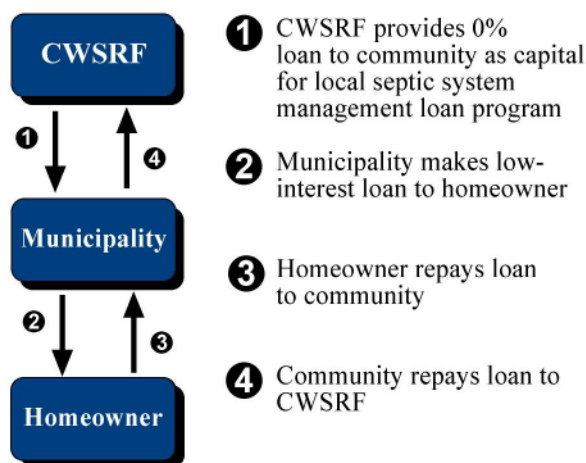 CWSRF
1
4
Municipality
2
3
Homeowner
1 CWSRF provides 0%
loan to community as capital
for local septic system
management loan program
2 Municipality makes low-
interest loan to homeowner
3 Homeowner repays loan
to community
4 Community repays loan to
CWSRF